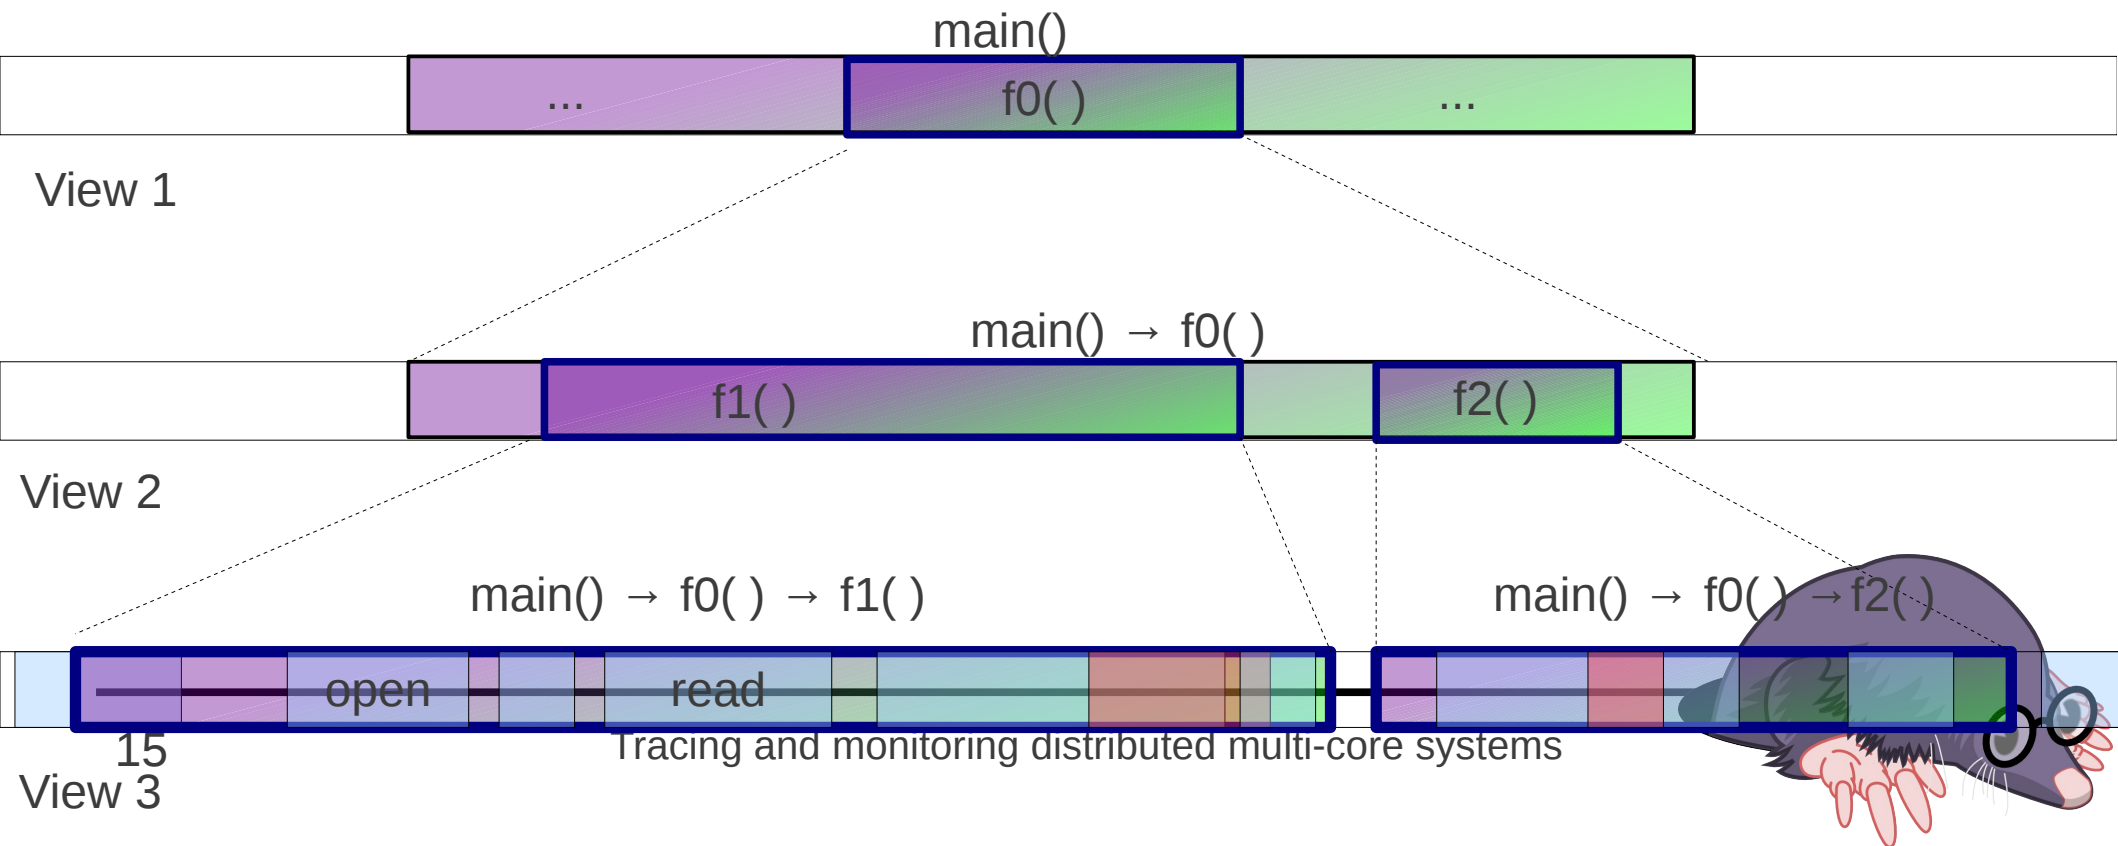 main()
... f0( ) ...
View 1
main() → f0( )
f1( ) f2( )
View 2
main() → f0( ) → f1( ) main() → f0( ) → f2( )
open read
15 Tracing and monitoring distributed multi-core systems
View 3